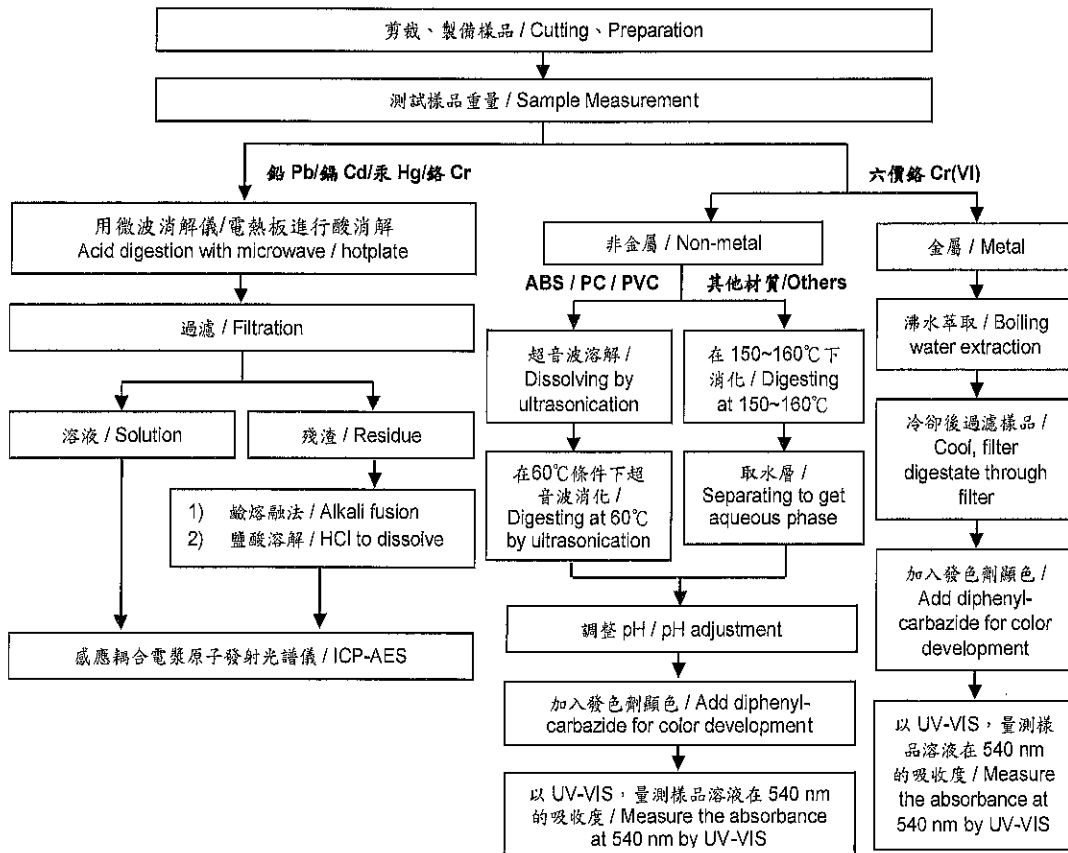 剪裁、製備樣品 / Cutting、Preparation
測試樣品重量 / Sample Measurement
鉛 Pb/鎘 Cd/汞 Hg/鉻 Cr
六價鉻 Cr(VI)
用微波消解儀/電熱板進行酸消解
Acid digestion with microwave / hotplate
過濾 / Filtration
溶液 / Solution
殘渣 / Residue
1) 鹼熔融法 / Alkali fusion
2) 鹽酸溶解 / HCl to dissolve
感應耦合電漿原子發射光譜儀 / ICP-AES
非金屬 / Non-metal
ABS / PC / PVC
其他材質/Others
超音波溶解 /
Dissolving by
ultrasonication
在60℃條件下超
音波消化 /
Digesting at 60℃
by ultrasonication
在 150~160℃下
消化 / Digesting
at 150~160℃
取水層 /
Separating to get
aqueous phase
調整 pH / pH adjustment
加入發色劑顯色 / Add diphenyl-
carbazide for color development
以 UV-VIS，量測樣品溶液在 540 nm
的吸收度 / Measure the absorbance
at 540 nm by UV-VIS
金屬 / Metal
沸水萃取 / Boiling
water extraction
冷卻後過濾樣品 /
Cool, filter
digestate through
filter
加入發色劑顯色 /
Add diphenyl-
carbazide for color
development
以 UV-VIS，量測樣
品溶液在 540 nm
的吸收度 / Measure
the absorbance at
540 nm by UV-VIS